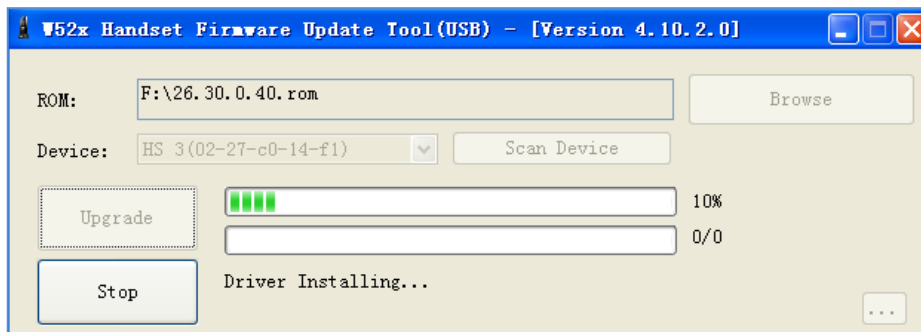 W52x Handset Firmware Update Tool(USB) - [Version 4.10.2.0]
ROM: F:\26.30.0.40.rom Browse
Device: HS 3(02-27-c0-14-f1) Scan Device
Upgrade 10%
0/0
Stop Driver Installing...
...